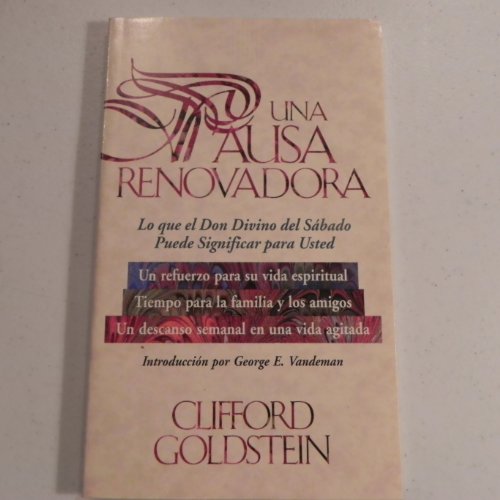 UNA
PAUSA
RENOVADORA
Lo que el Don Divino del Sábado
Puede Significar para Usted
Un refuerzo para su vida espiritual
Tiempo para la familia y los amigos
Un descanso semanal en una vida agitada
Introducción por George E. Vandeman
CLIFFORD
GOLDSTEIN